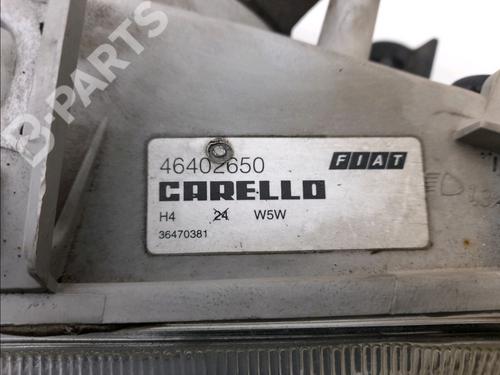 B-PARTS
46402650 FIAT
CARELLO
H4 24 W5W
36470381